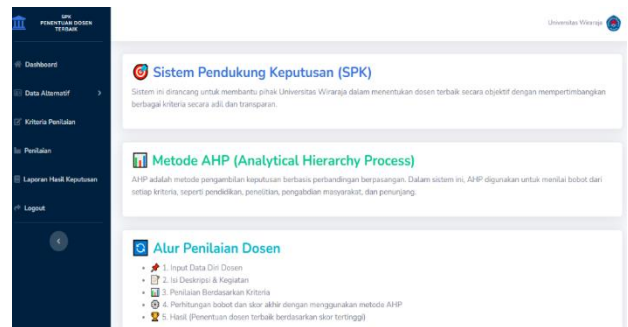 SPK
PENENTUAN DOSEN
TERBAIK
Universitas Wiraraja
Dashboard
Data Alternatif
Kriteria Penilaian
Penilaian
Laporan Hasil Keputusan
Logout
Sistem Pendukung Keputusan (SPK)
Sistem ini dirancang untuk membantu pihak Universitas Wiraraja dalam menentukan dosen terbaik secara objektif dengan mempertimbangkan
berbagai kriteria secara adil dan transparan.
Metode AHP (Analytical Hierarchy Process)
AHP adalah metode pengambilan keputusan berbasis perbandingan berpasangan. Dalam sistem ini, AHP digunakan untuk menilai bobot dari
setiap kriteria, seperti pendidikan, penelitian, pengabdian masyarakat, dan penunjang.
Alur Penilaian Dosen
1. Input Data Diri Dosen
2. Isi Deskripsi & Kegiatan
3. Penilaian Berdasarkan Kriteria
4. Perhitungan bobot dan skor akhir dengan menggunakan metode AHP
5. Hasil (Penentuan dosen terbaik berdasarkan skor tertinggi)